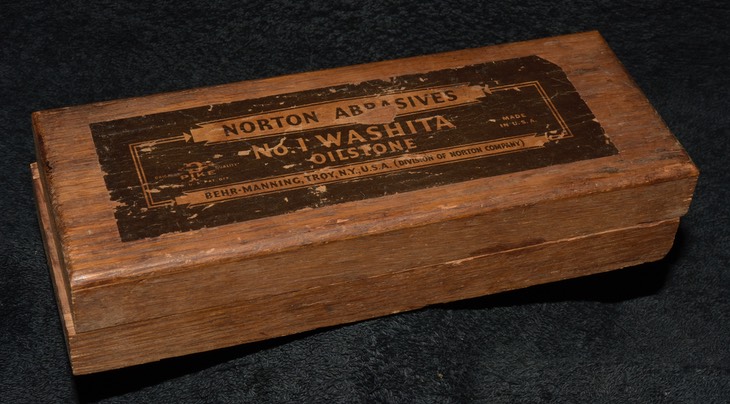 NORTON ABRASIVES
No. 1 WASHITA
OILSTONE
BEHR-MANNING, TROY, N.Y., U.S.A. (DIVISION OF NORTON COMPANY)
MADE
IN U.S.A.